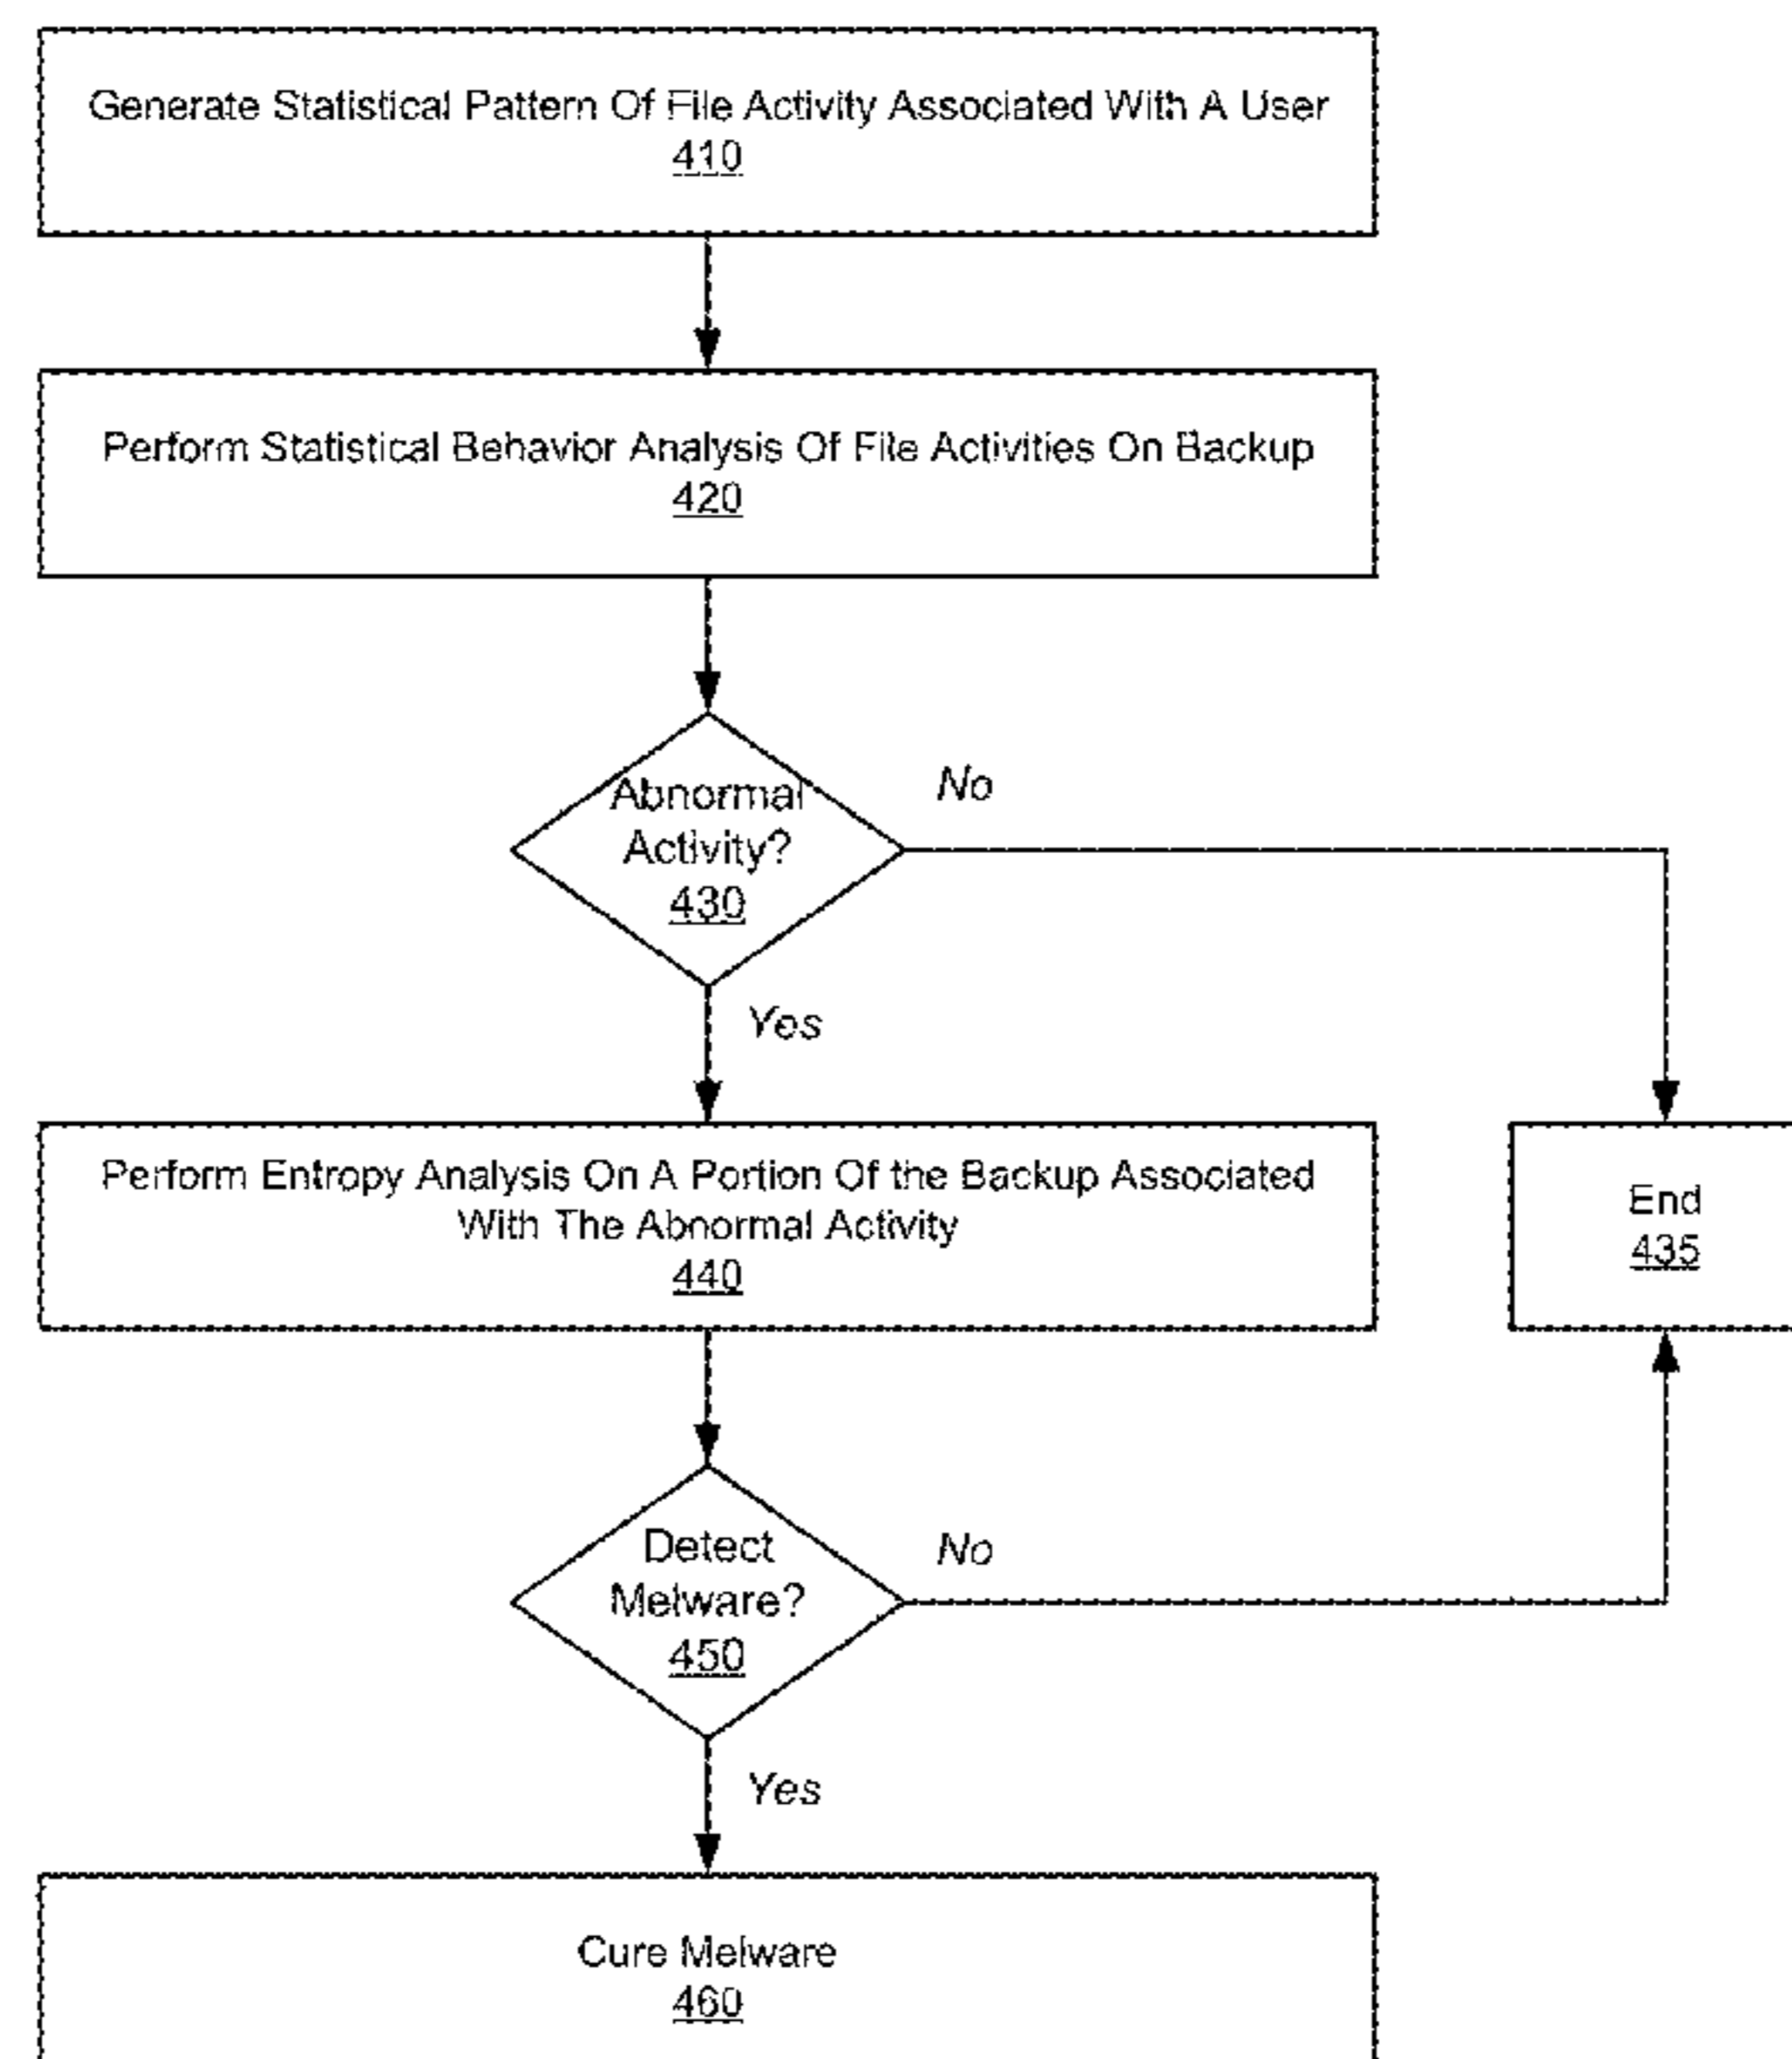 Generate Statistical Pattern Of File Activity Associated With A User
410
Perform Statistical Behavior Analysis Of File Activities On Backup
420
Abnormal
Activity?
430
No
Yes
Perform Entropy Analysis On A Portion Of the Backup Associated
With The Abnormal Activity
440
End
435
Detect
Melware?
450
No
Yes
Cure Melware
460